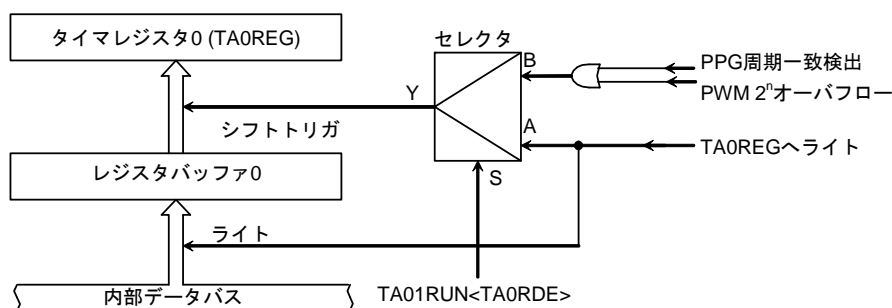 タイマレジスタ0 (TA0REG)
セレクタ
B
PPG周期一致検出
PWM 2ⁿオーバフロー
Y
シフトトリガ
A
TA0REGへライト
レジスタバッファ0
S
ライト
内部データバス
TA01RUN<TA0RDE>